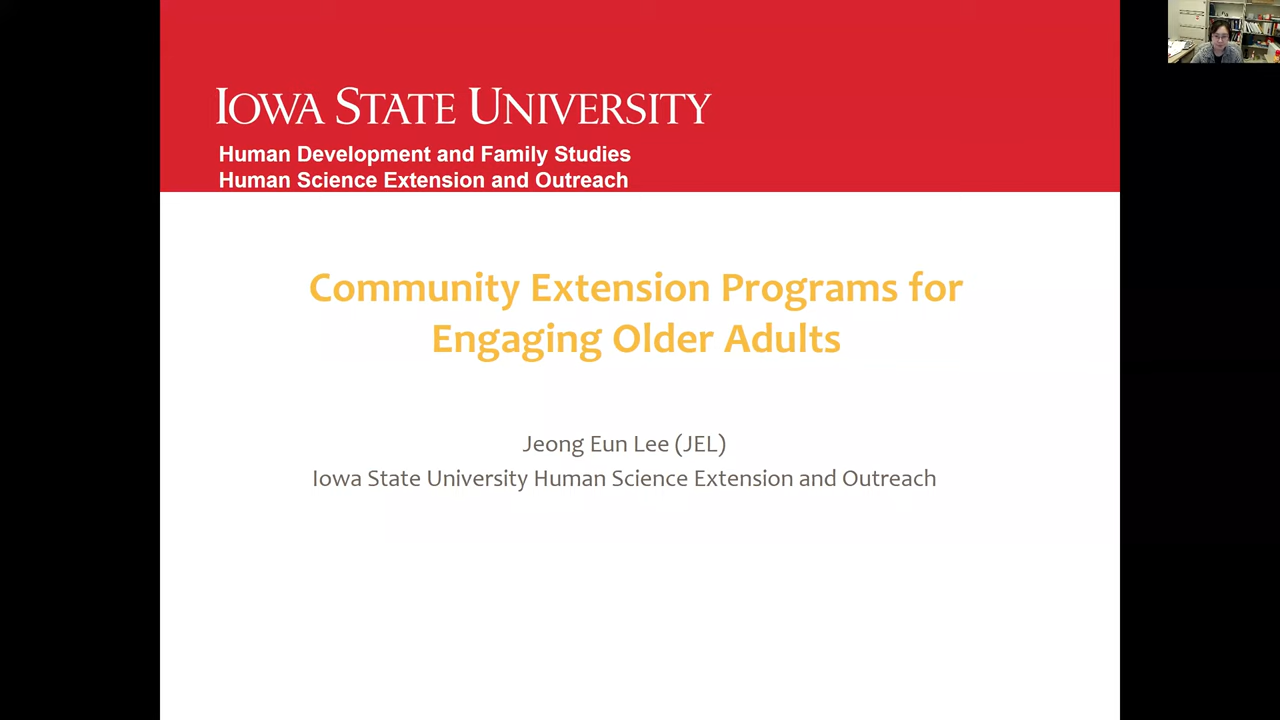 IOWA STATE UNIVERSITY
Human Development and Family Studies
Human Science Extension and Outreach
Community Extension Programs for
Engaging Older Adults
Jeong Eun Lee (JEL)
Iowa State University Human Science Extension and Outreach